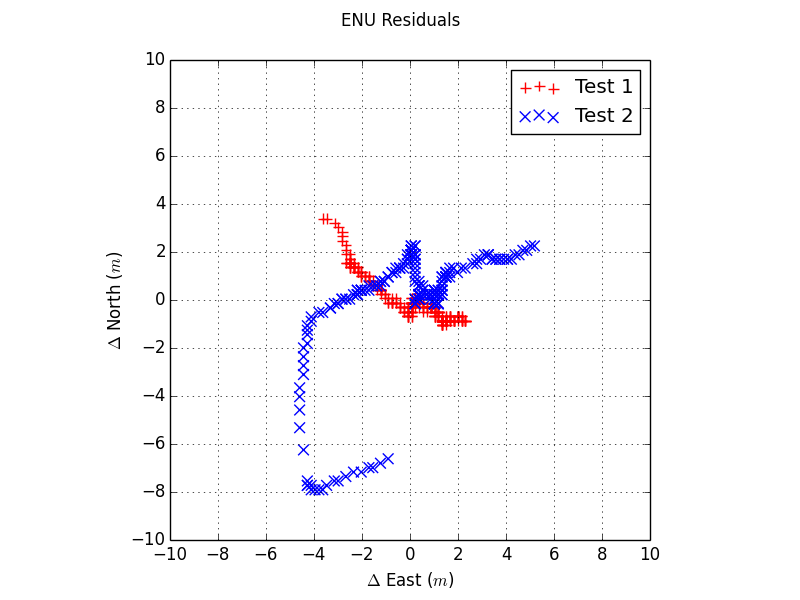 ENU Residuals
Test 1
Test 2
10
8
6
4
2
0
−2
−4
−6
−8
−10
Δ North (m)
−10 −8 −6 −4 −2 0 2 4 6 8 10
Δ East (m)